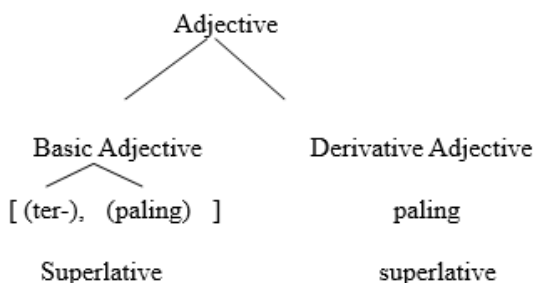 Adjective
Basic Adjective Derivative Adjective
[ (ter-), (paling) ] paling
Superlative superlative